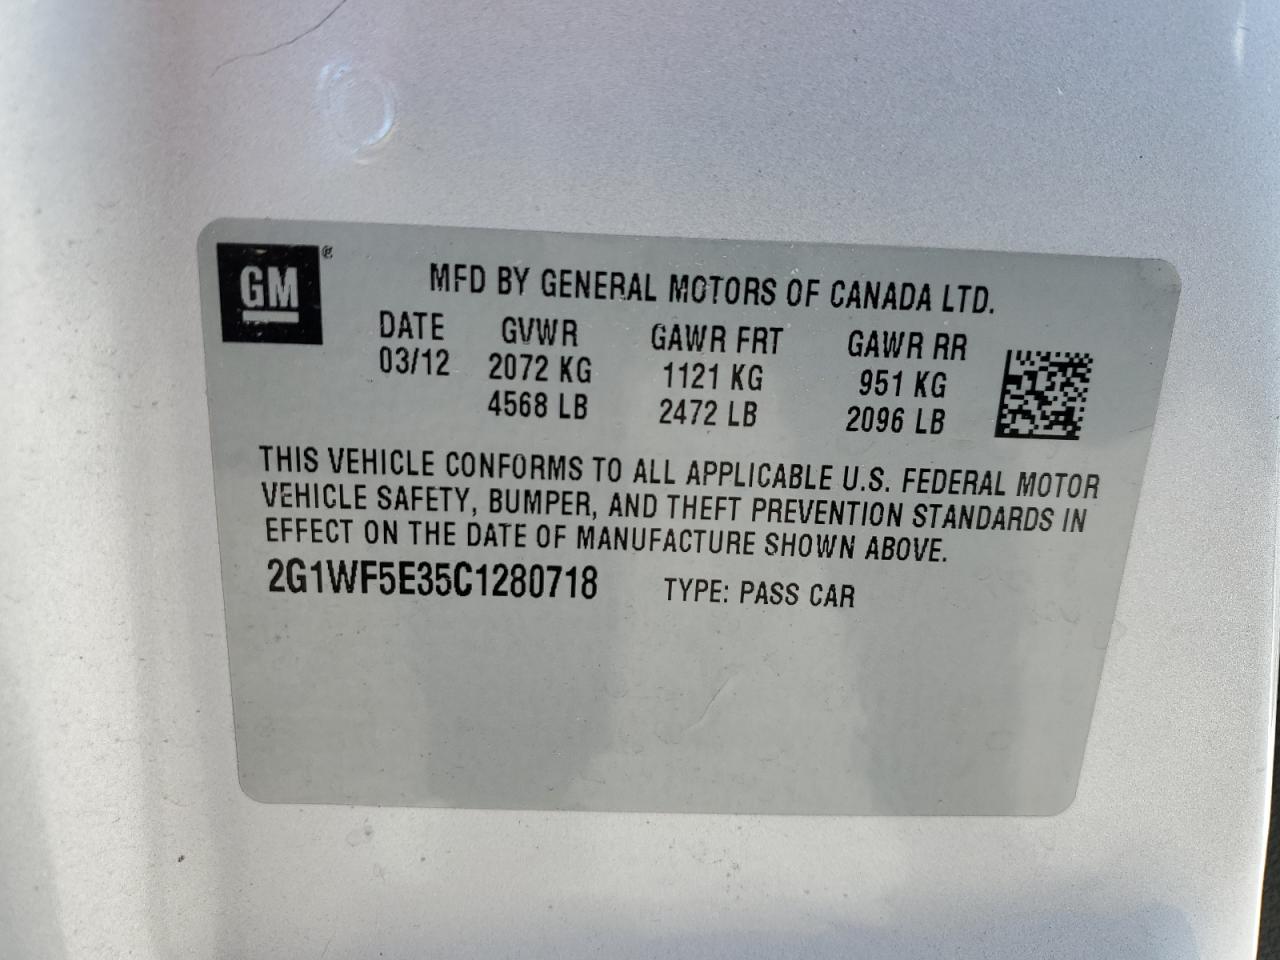 GM®
MFD BY GENERAL MOTORS OF CANADA LTD.
DATE GVWR GAWR FRT GAWR RR
03/12 2072 KG 1121 KG 951 KG
4568 LB 2472 LB 2096 LB
THIS VEHICLE CONFORMS TO ALL APPLICABLE U.S. FEDERAL MOTOR
VEHICLE SAFETY, BUMPER, AND THEFT PREVENTION STANDARDS IN
EFFECT ON THE DATE OF MANUFACTURE SHOWN ABOVE.
2G1WF5E35C1280718 TYPE: PASS CAR